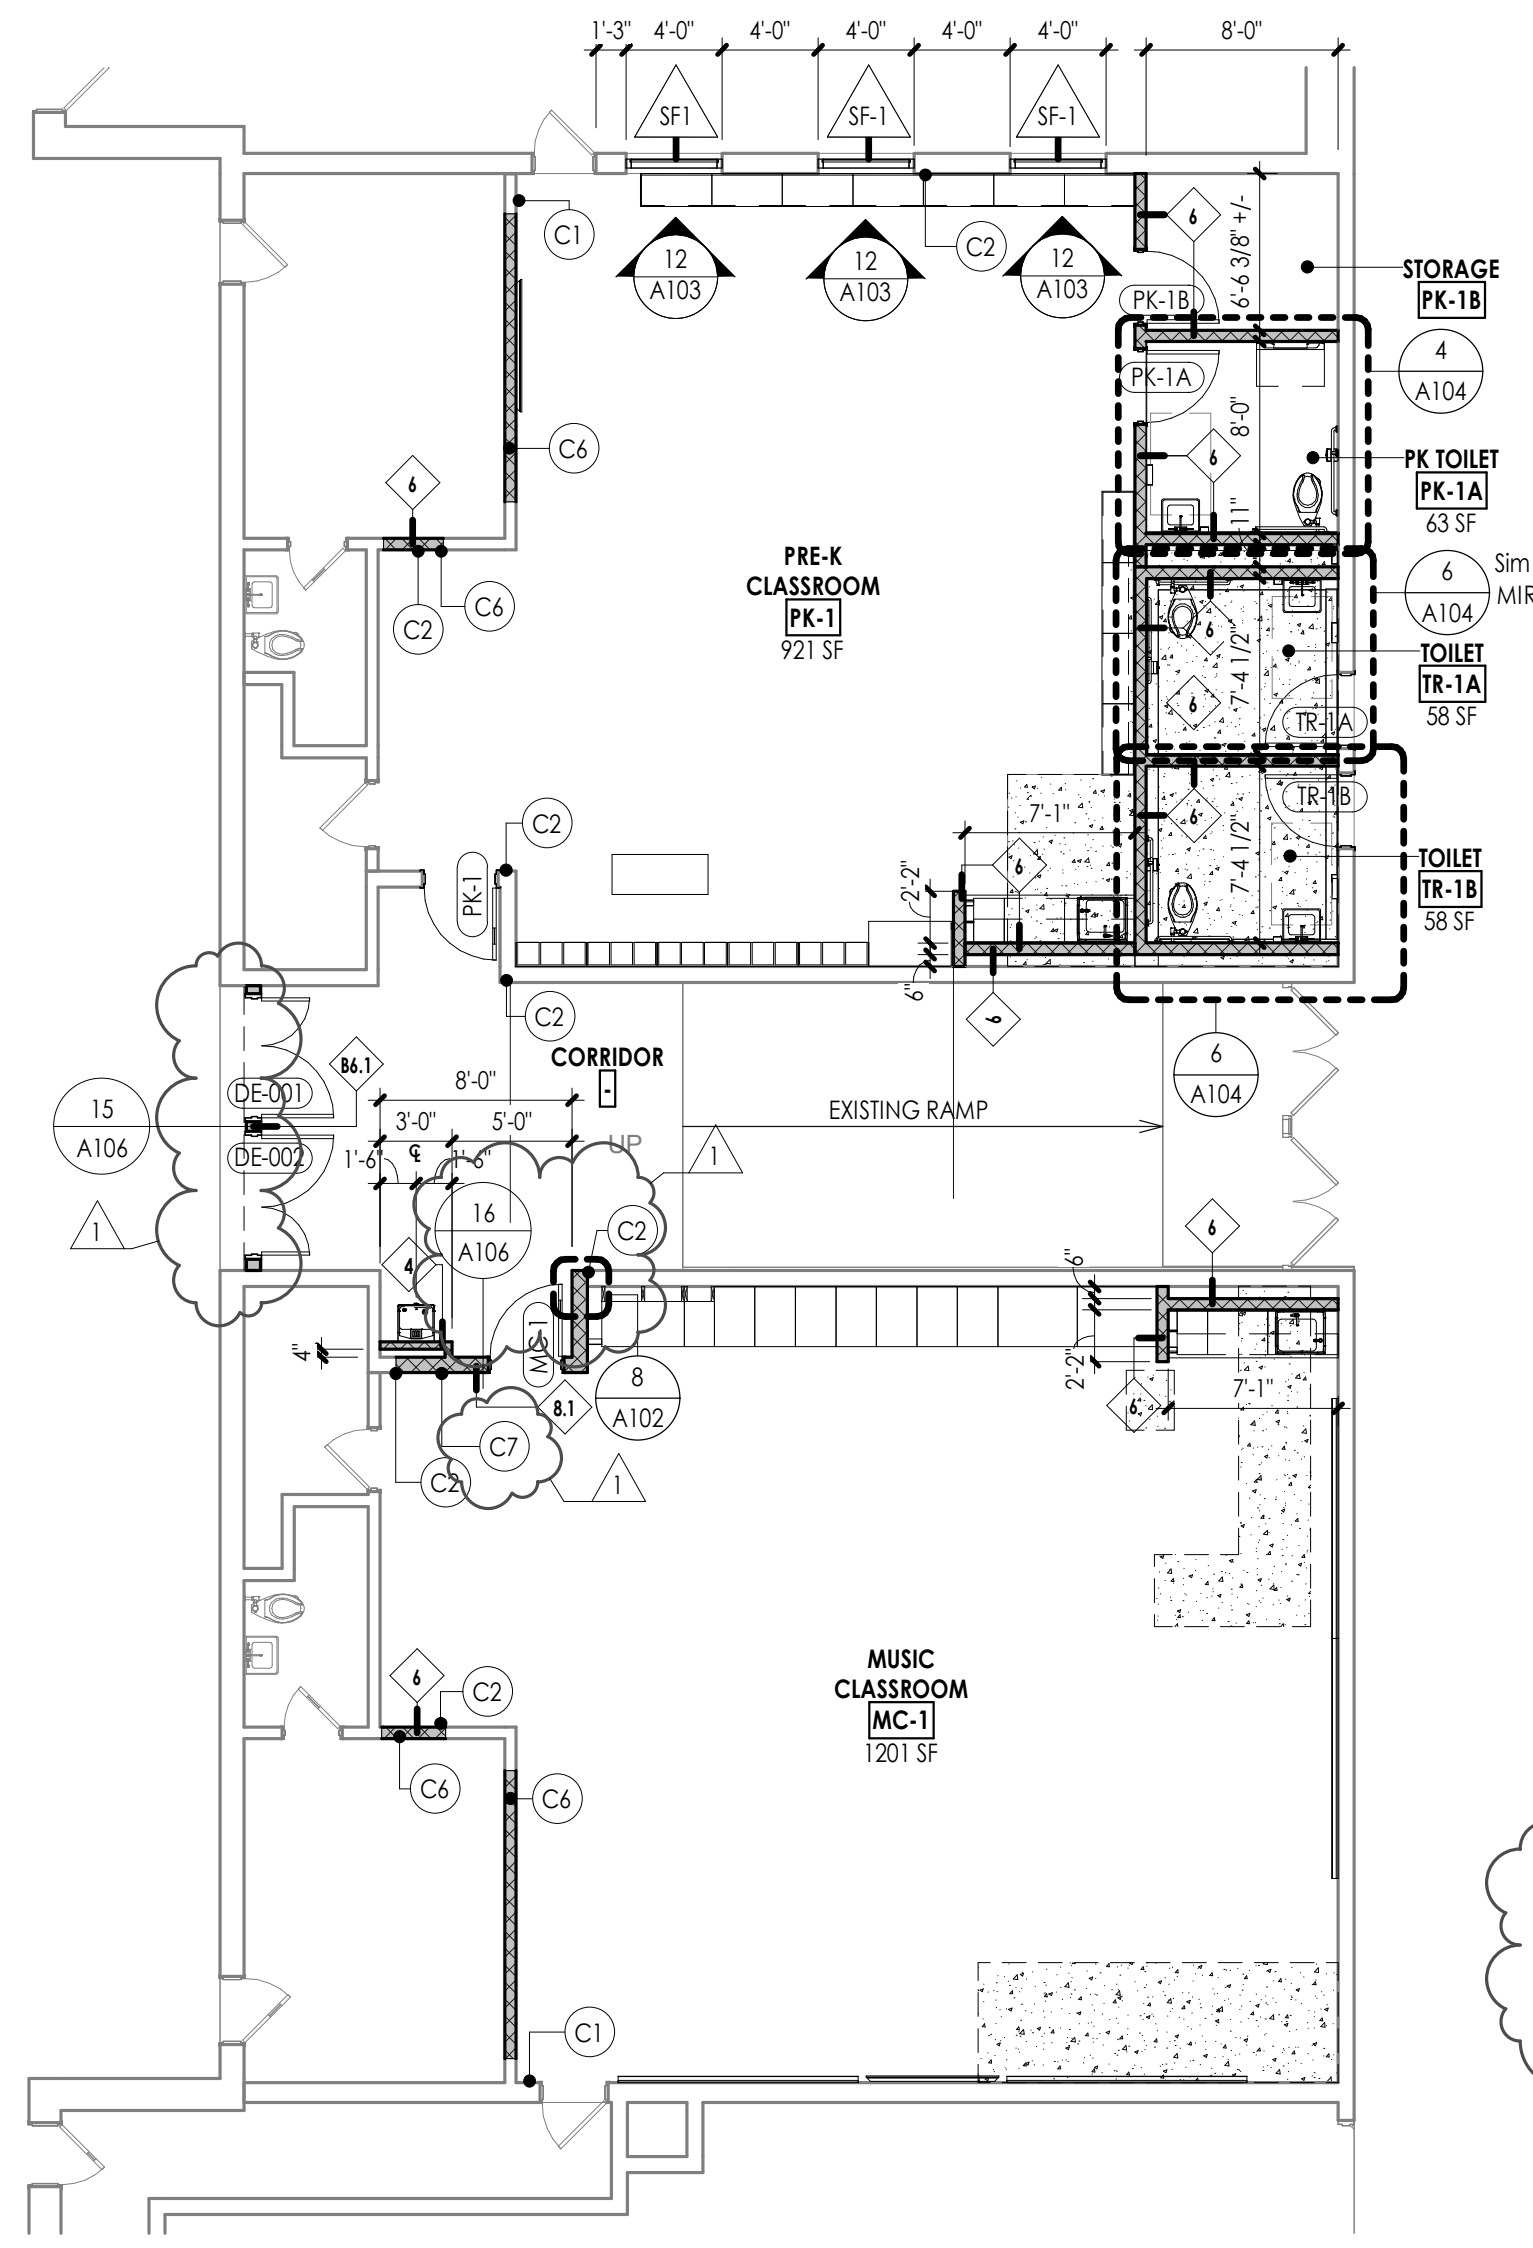 1'-3"
4'-0"
4'-0"
4'-0"
4'-0"
4'-0"
8'-0"
SF1
SF-1
SF-1
C1
12
A103
12
A103
12
A103
C2
6
6'-6 3/8" +/-
PK-1B
STORAGE
PK-1B
4
A104
PK-1A
8'-0"
C6
6
6
PK TOILET
PK-1A
63 SF
11"
PRE-K
CLASSROOM
PK-1
921 SF
C2
C6
6
A104
Sim
MIR
6
7'-4 1/2"
6
TOILET
TR-1A
58 SF
TR-1A
TR-1B
6
7'-4 1/2"
TOILET
TR-1B
58 SF
7'-1"
C2
PK-1
2'-2"
6
6"
6
C2
CORRIDOR
-
B6.1
8'-0"
6
A104
15
A106
DE-001
DE-002
3'-0"
5'-0"
EXISTING RAMP
UP
1
1'-6"
℄
1'-6"
1
16
A106
C2
6
4
6"
MC1
4"
2'-2"
8
A102
8.1
7'-1"
6
C7
C2
1
MUSIC
CLASSROOM
MC-1
1201 SF
6
C2
C6
C6
C1